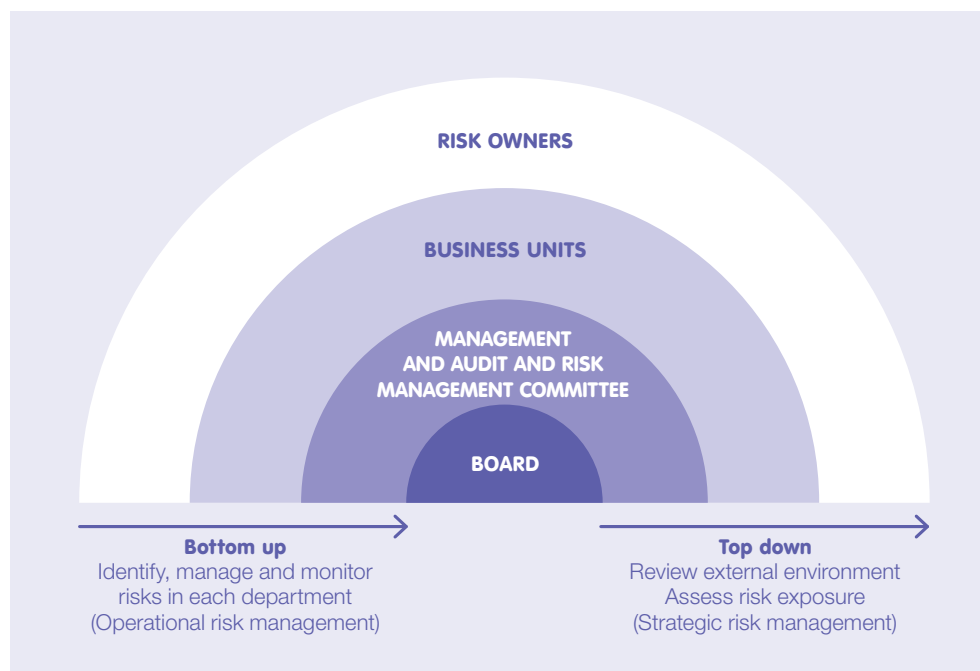 RISK OWNERS
BUSINESS UNITS
MANAGEMENT
AND AUDIT AND RISK
MANAGEMENT COMMITTEE
BOARD
Bottom up
Identify, manage and monitor
risks in each department
(Operational risk management)
Top down
Review external environment
Assess risk exposure
(Strategic risk management)